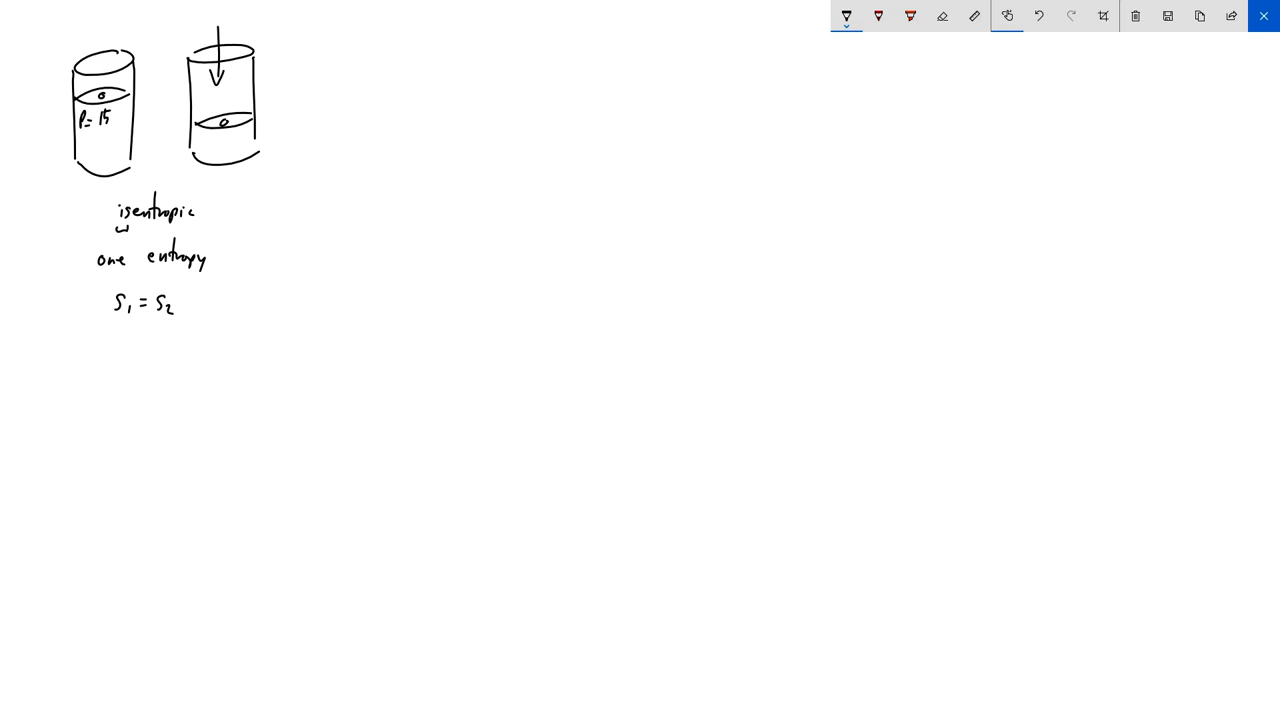 P= 15
isentropic
one entropy
S₁ = S₂